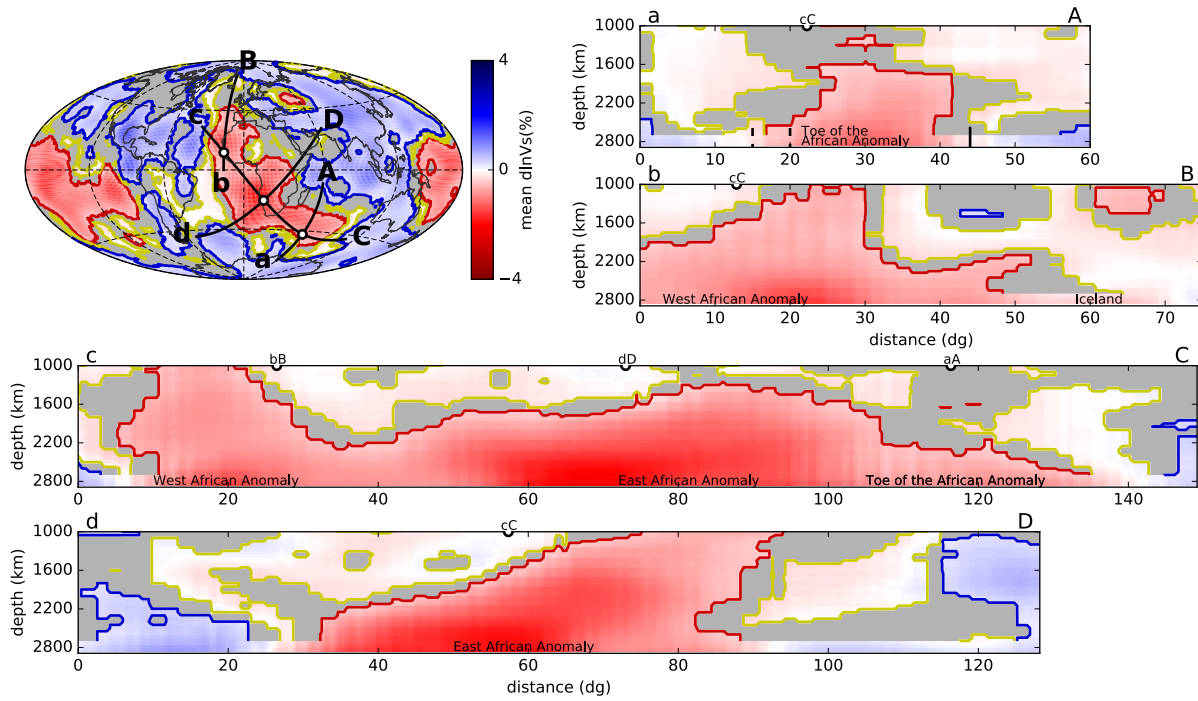 B
c
D
b
A
d
C
a
4
2
0
−2
−4
mean dlnVs(%)
a
cC
A
1000
1600
2200
2800
depth (km)
Toe of the
African Anomaly
0
10
20
30
40
50
60
b
cC
B
1000
1600
2200
2800
depth (km)
West African Anomaly
Iceland
0
10
20
30
40
50
60
70
distance (dg)
c
bB
dD
aA
C
1000
1600
2200
2800
depth (km)
West African Anomaly
East African Anomaly
Toe of the African Anomaly
0
20
40
60
80
100
120
140
d
cC
D
1000
1600
2200
2800
depth (km)
East African Anomaly
0
20
40
60
80
100
120
distance (dg)